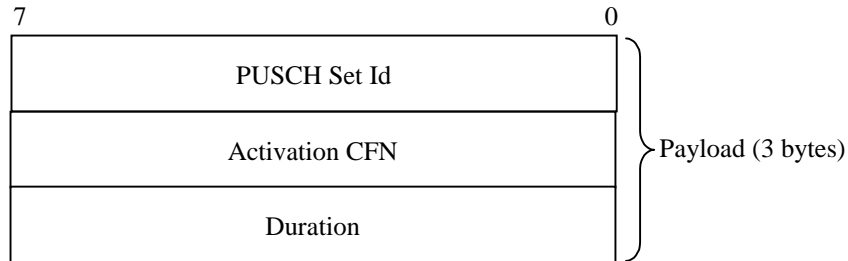 7 0
PUSCH Set Id
Activation CFN
Payload (3 bytes)
Duration